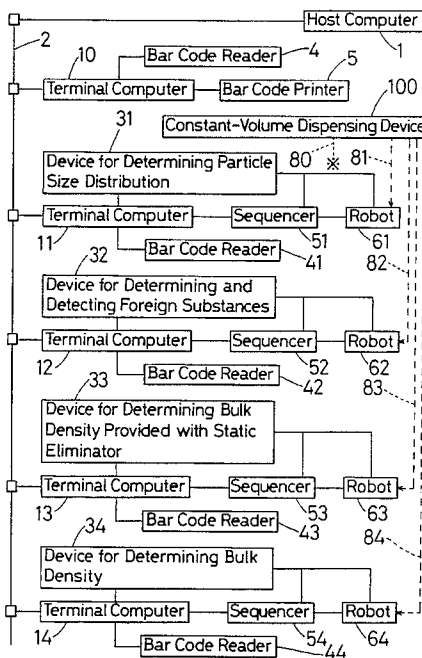 Host Computer
2
1
10
Bar Code Reader
4
5
Terminal Computer
Bar Code Printer
100
31
Constant-Volume Dispensing Device
Device for Determining Particle
Size Distribution
80
※
81
Terminal Computer
Sequencer
Robot
11
51
61
Bar Code Reader
41
82
32
Device for Determining and
Detecting Foreign Substances
Terminal Computer
Sequencer
Robot
12
52
62
Bar Code Reader
42
83
33
Device for Determining Bulk
Density Provided with Static
Eliminator
Terminal Computer
Sequencer
Robot
13
53
63
Bar Code Reader
43
84
34
Device for Determining Bulk
Density
Terminal Computer
Sequencer
Robot
14
54
64
Bar Code Reader
44